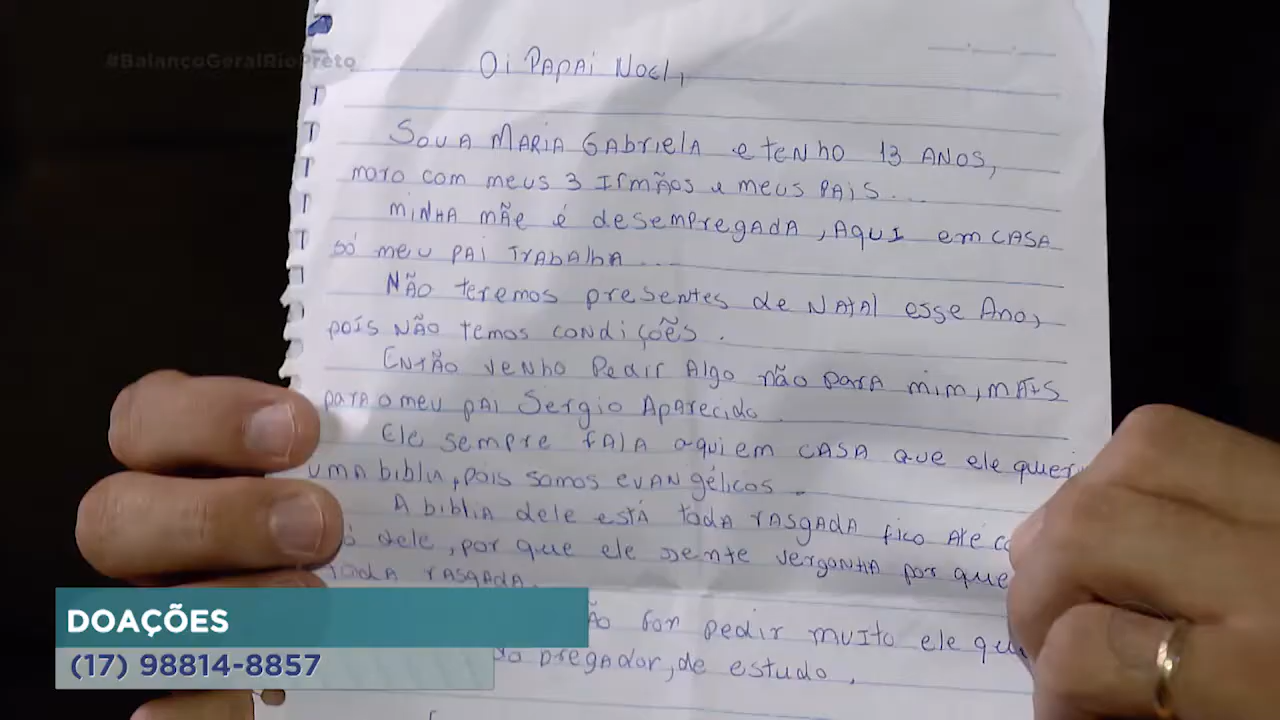 #BalançoGeralRioPreto
Oi Papai Noel,
Sou a Maria Gabriela e tenho 13 anos,
moro com meus 3 Irmãos e meus pais...
minha mãe é desempregada, aqui em casa
só meu pai trabalha...
Não teremos presentes de Natal esse Ano,
pois não temos condições.
Então venho Pedir Algo não para mim, mas
para o meu pai Sergio Aparecido.
Ele sempre fala aqui em casa que ele quer
uma biblia, pois somos evangélicos.
A biblia dele está toda rasgada fico até
dele, por que ele sente vergonha por que
toda rasgada.
for pedir muito ele
pregador, de estudo.
DOAÇÕES
(17) 98814-8857